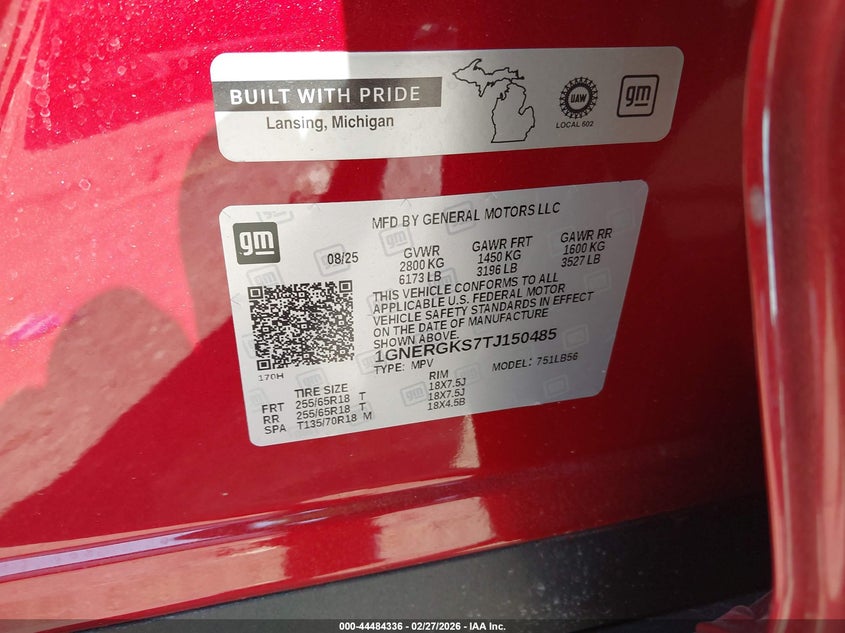 BUILT WITH PRIDE
Lansing, Michigan
UAW
LOCAL 602
gm
gm
MFD BY GENERAL MOTORS LLC
08/25
GVWR GAWR FRT GAWR RR
2800 KG 1450 KG 1600 KG
6173 LB 3196 LB 3527 LB
THIS VEHICLE CONFORMS TO ALL
APPLICABLE U.S. FEDERAL MOTOR
VEHICLE SAFETY STANDARDS IN EFFECT
ON THE DATE OF MANUFACTURE
SHOWN ABOVE.
1GNERGKS7TJ150485
TYPE: MPV MODEL: 751LB56
170H
TIRE SIZE RIM
FRT 255/65R18 T 18X7.5J
RR 255/65R18 T 18X7.5J
SPA T135/70R18 M 18X4.5B
000-44484336 - 02/27/2026 - IAA Inc.